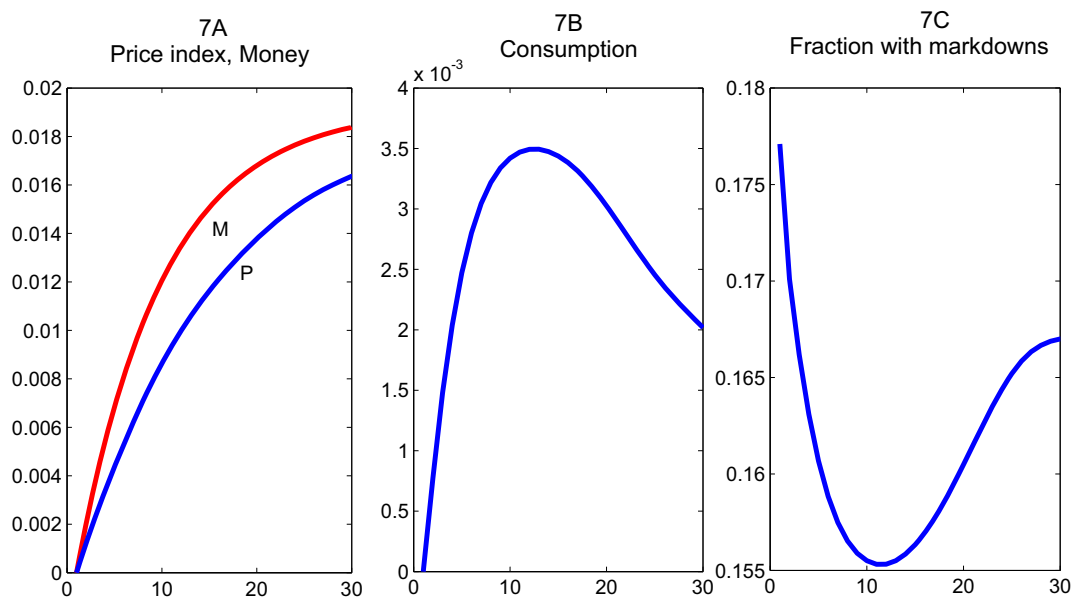 7A
Price index, Money
0.02
0.018
0.016
0.014
0.012
0.01
0.008
0.006
0.004
0.002
0
0 10 20 30
M
P
7B
Consumption
x 10⁻³
4
3.5
3
2.5
2
1.5
1
0.5
0
0 10 20 30
7C
Fraction with markdowns
0.18
0.175
0.17
0.165
0.16
0.155
0 10 20 30